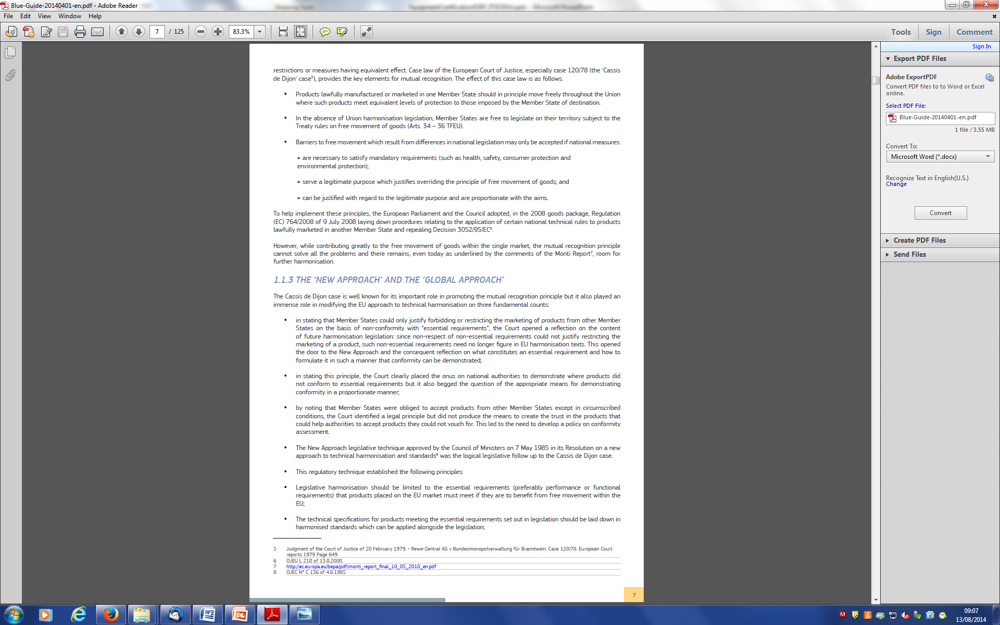 Blue-Guide-20140401-en.pdf - Adobe Reader
File Edit View Window Help
7 / 125 83.3% Tools Sign Comment
Sign In
restrictions or measures having equivalent effect. Case law of the European Court of Justice, especially case 120/78 (the ‘Cassis
de Dijon’ case5), provides the key elements for mutual recognition. The effect of this case law is as follows.
• Products lawfully manufactured or marketed in one Member State should in principle move freely throughout the Union
where such products meet equivalent levels of protection to those imposed by the Member State of destination.
• In the absence of Union harmonisation legislation, Member States are free to legislate on their territory subject to the
Treaty rules on free movement of goods (Arts. 34 – 36 TFEU).
• Barriers to free movement which result from differences in national legislation may only be accepted if national measures:
▸ are necessary to satisfy mandatory requirements (such as health, safety, consumer protection and
environmental protection);
▸ serve a legitimate purpose which justifies overriding the principle of free movement of goods; and
▸ can be justified with regard to the legitimate purpose and are proportionate with the aims.
To help implement these principles, the European Parliament and the Council adopted, in the 2008 goods package, Regulation
(EC) 764/2008 of 9 July 2008 laying down procedures relating to the application of certain national technical rules to products
lawfully marketed in another Member State and repealing Decision 3052/95/EC6.
However, while contributing greatly to the free movement of goods within the single market, the mutual recognition principle
cannot solve all the problems and there remains, even today as underlined by the comments of the Monti Report7, room for
further harmonisation.
1.1.3 THE ‘NEW APPROACH’ AND THE ‘GLOBAL APPROACH’
The Cassis de Dijon case is well known for its important role in promoting the mutual recognition principle but it also played an
immense role in modifying the EU approach to technical harmonisation on three fundamental counts:
• in stating that Member States could only justify forbidding or restricting the marketing of products from other Member
States on the basis of non-conformity with “essential requirements”, the Court opened a reflection on the content
of future harmonisation legislation: since non-respect of non-essential requirements could not justify restricting the
marketing of a product, such non-essential requirements need no longer figure in EU harmonisation texts. This opened
the door to the New Approach and the consequent reflection on what constitutes an essential requirement and how to
formulate it in such a manner that conformity can be demonstrated;
• in stating this principle, the Court clearly placed the onus on national authorities to demonstrate where products did
not conform to essential requirements but it also begged the question of the appropriate means for demonstrating
conformity in a proportionate manner;
• by noting that Member States were obliged to accept products from other Member States except in circumscribed
conditions, the Court identified a legal principle but did not produce the means to create the trust in the products that
could help authorities to accept products they could not vouch for. This led to the need to develop a policy on conformity
assessment.
• The New Approach legislative technique approved by the Council of Ministers on 7 May 1985 in its Resolution on a new
approach to technical harmonisation and standards8 was the logical legislative follow up to the Cassis de Dijon case.
• This regulatory technique established the following principles:
• Legislative harmonisation should be limited to the essential requirements (preferably performance or functional
requirements) that products placed on the EU market must meet if they are to benefit from free movement within the
EU;
• The technical specifications for products meeting the essential requirements set out in legislation should be laid down in
harmonised standards which can be applied alongside the legislation;
5 Judgment of the Court of Justice of 20 February 1979. - Rewe-Zentral AG v Bundesmonopolverwaltung für Branntwein. Case 120/78. European Court
reports 1979 Page 649
6 OJEU L 218 of 13.8.2008.
7 http://ec.europa.eu/bepa/pdf/monti_report_final_10_05_2010_en.pdf
8 OJEC N° C 136 of 4.8.1985
7
Export PDF Files
Adobe ExportPDF
Convert PDF files to to Word or Excel
online.
Select PDF File:
Blue-Guide-20140401-en.pdf
1 file / 3.55 MB
Convert To:
Microsoft Word (*.docx)
Recognize Text in English(U.S.)
Change
Convert
Create PDF Files
Send Files
09:07
13/08/2014